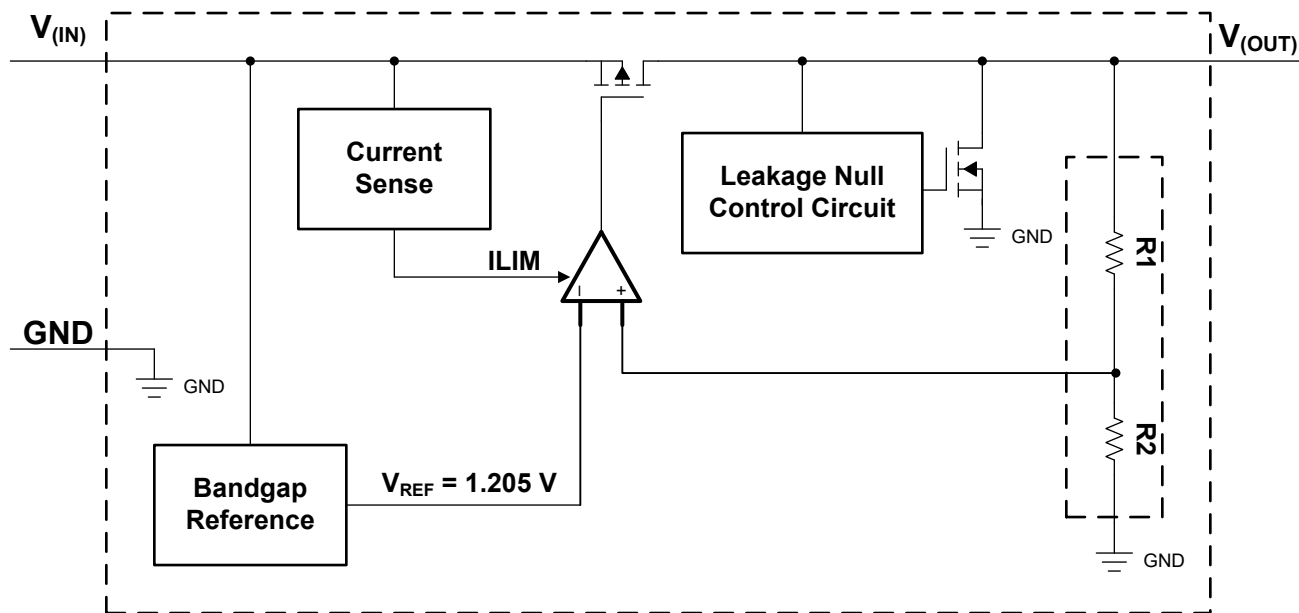 V(IN)
V(OUT)
Current
Sense
Leakage Null
Control Circuit
GND
R1
ILIM
− +
GND
GND
R2
VREF = 1.205 V
Bandgap
Reference
GND